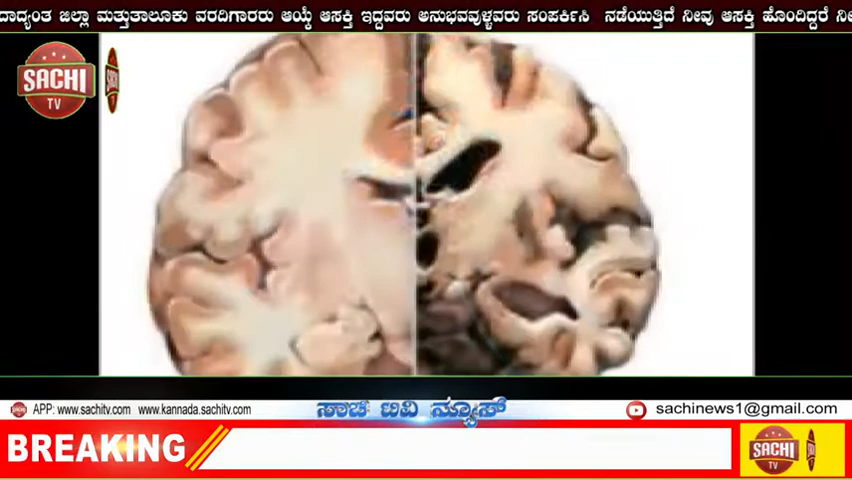 ದಾದ್ಯಂತ ಜಿಲ್ಲಾ ಮತ್ತುತಾಲೂಕು ವರದಿಗಾರರು ಆಯ್ಕೆ ಆಸಕ್ತಿ ಇದ್ದವರು ಅನುಭವವುಳ್ಳವರು ಸಂಪರ್ಕಿಸಿ ನಡೆಯುತ್ತಿದೆ ನೀವು ಆಸಕ್ತಿ ಹೊಂದಿದ್ದರೆ ನೀ
SACHI
TV
APP: www.sachitv.com www.kannada.sachitv.com
ಸಾಚಿ ಟಿವಿ ನ್ಯೂಸ್
sachinews1@gmail.com
BREAKING
SACHI
TV